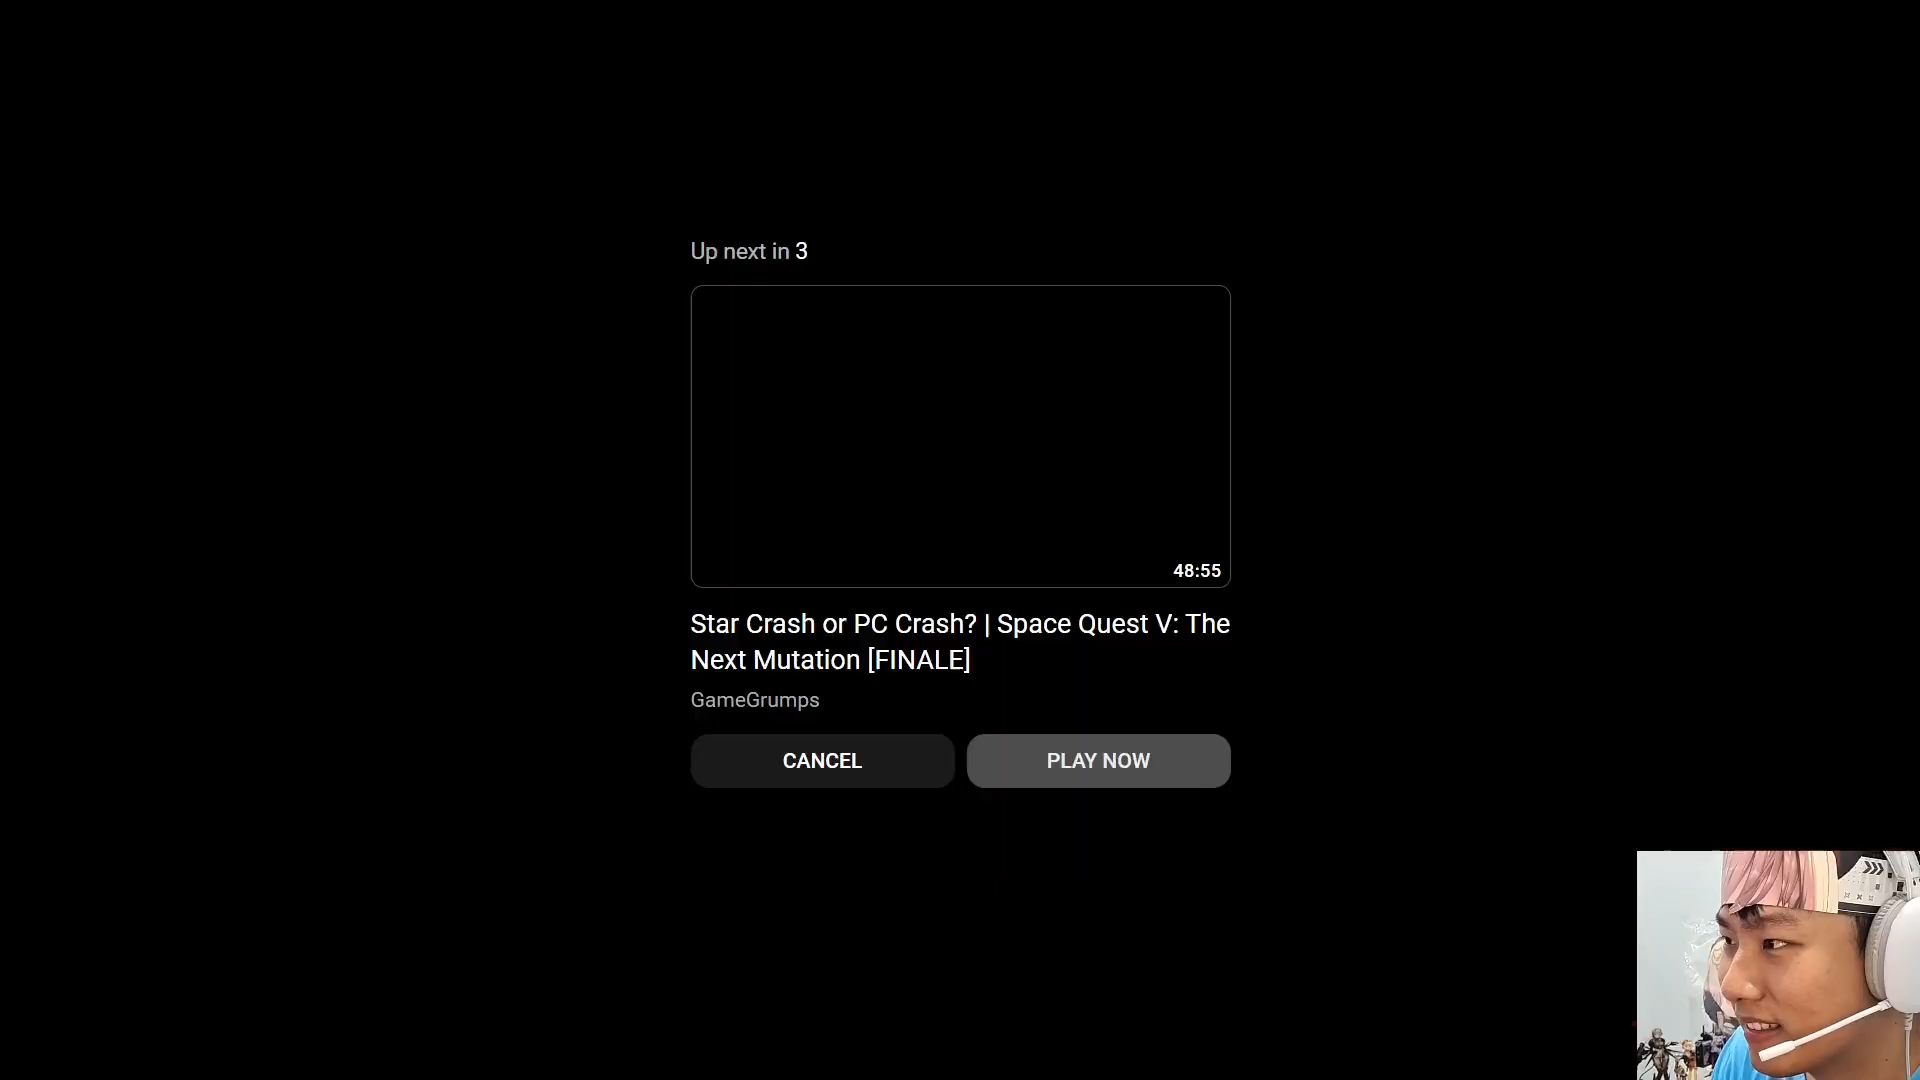 Up next in 3
48:55
Star Crash or PC Crash? | Space Quest V: The
Next Mutation [FINALE]
GameGrumps
CANCEL
PLAY NOW